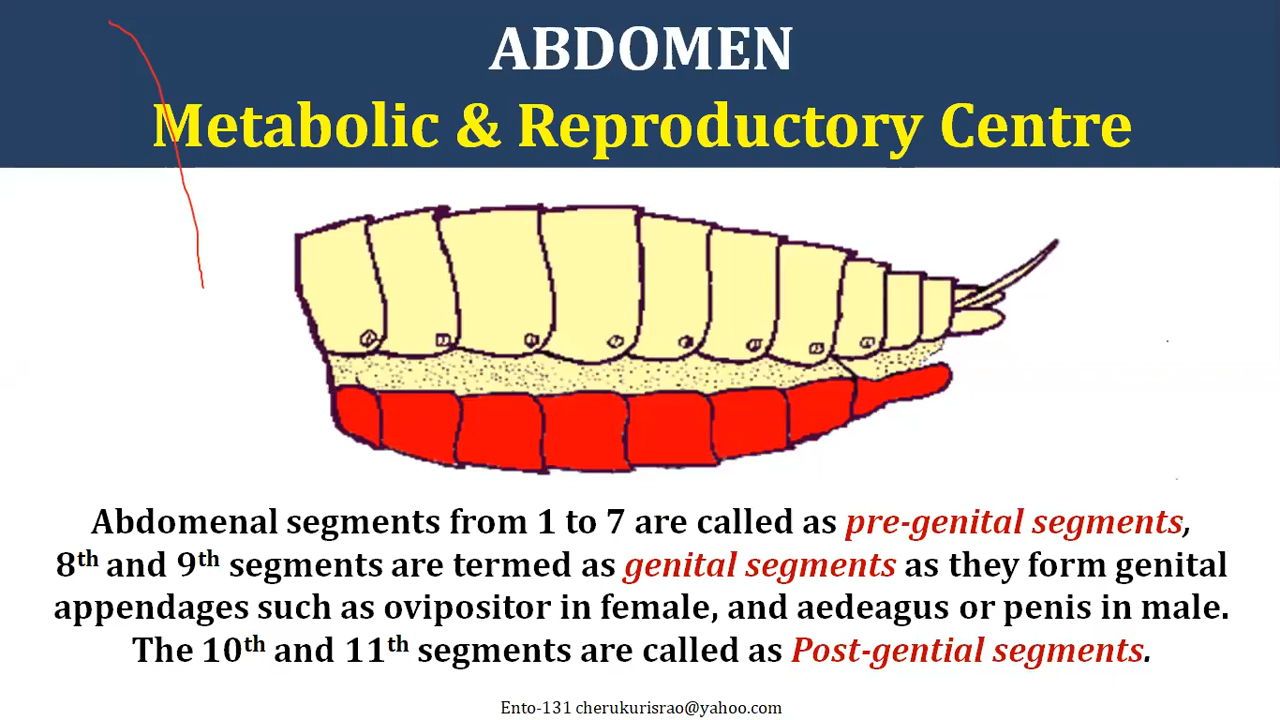 ABDOMEN
Metabolic & Reproductory Centre
Abdomenal segments from 1 to 7 are called as pre-genital segments,
8th and 9th segments are termed as genital segments as they form genital
appendages such as ovipositor in female, and aedeagus or penis in male.
The 10th and 11th segments are called as Post-gential segments.
Ento-131 cherukurisrao@yahoo.com